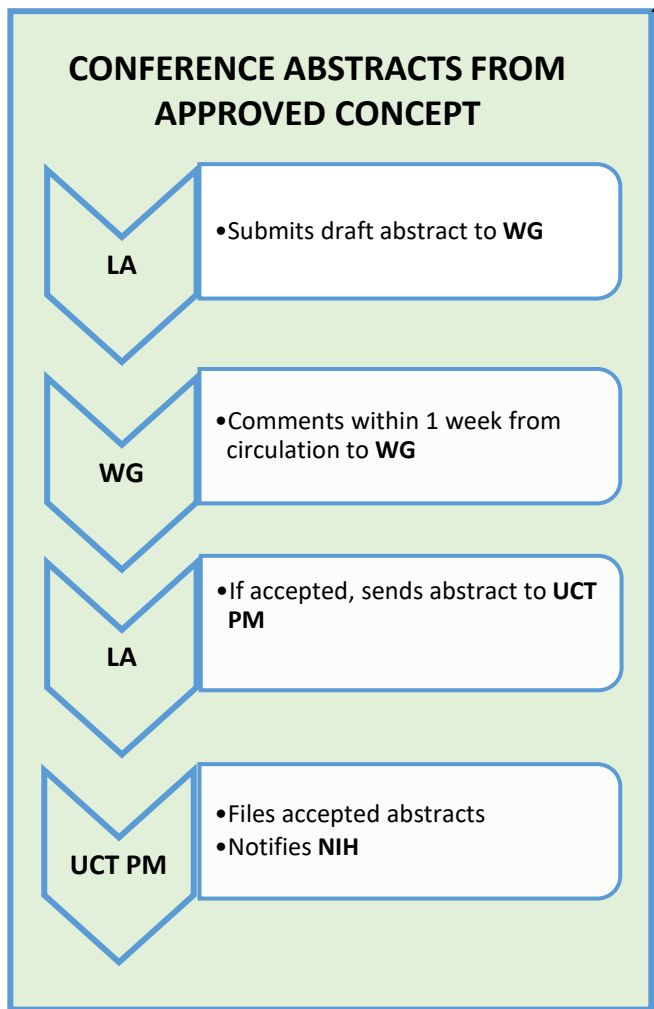 CONFERENCE ABSTRACTS FROM
APPROVED CONCEPT
LA
•Submits draft abstract to WG
WG
•Comments within 1 week from
circulation to WG
LA
•If accepted, sends abstract to UCT
PM
UCT PM
•Files accepted abstracts
•Notifies NIH